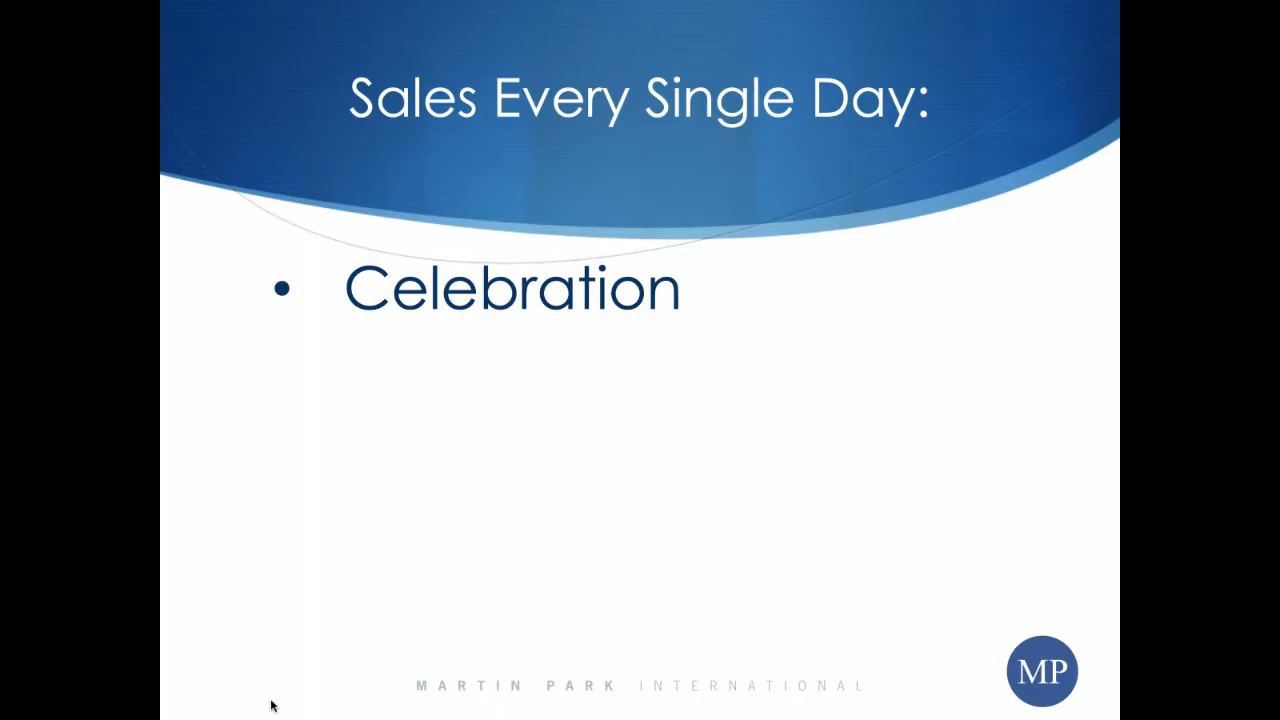 Sales Every Single Day:
• Celebration
MARTIN PARK INTERNATIONAL
MP